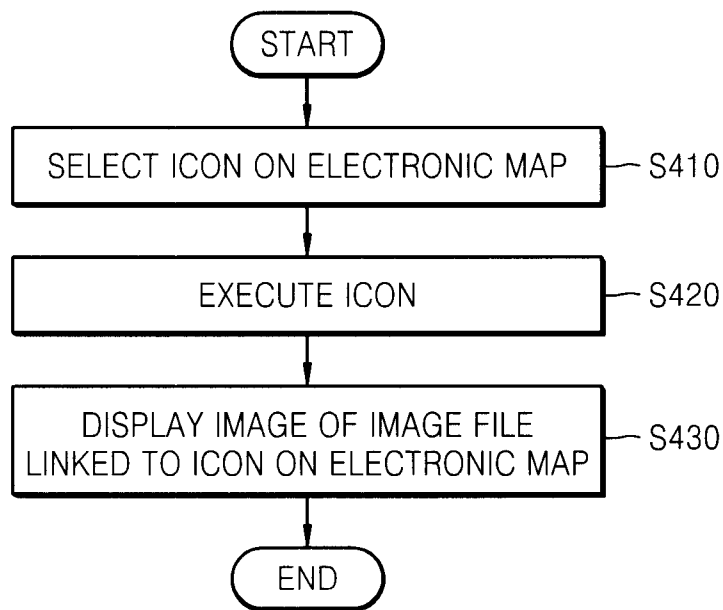 START
SELECT ICON ON ELECTRONIC MAP
S410
EXECUTE ICON
S420
DISPLAY IMAGE OF IMAGE FILE
LINKED TO ICON ON ELECTRONIC MAP
S430
END